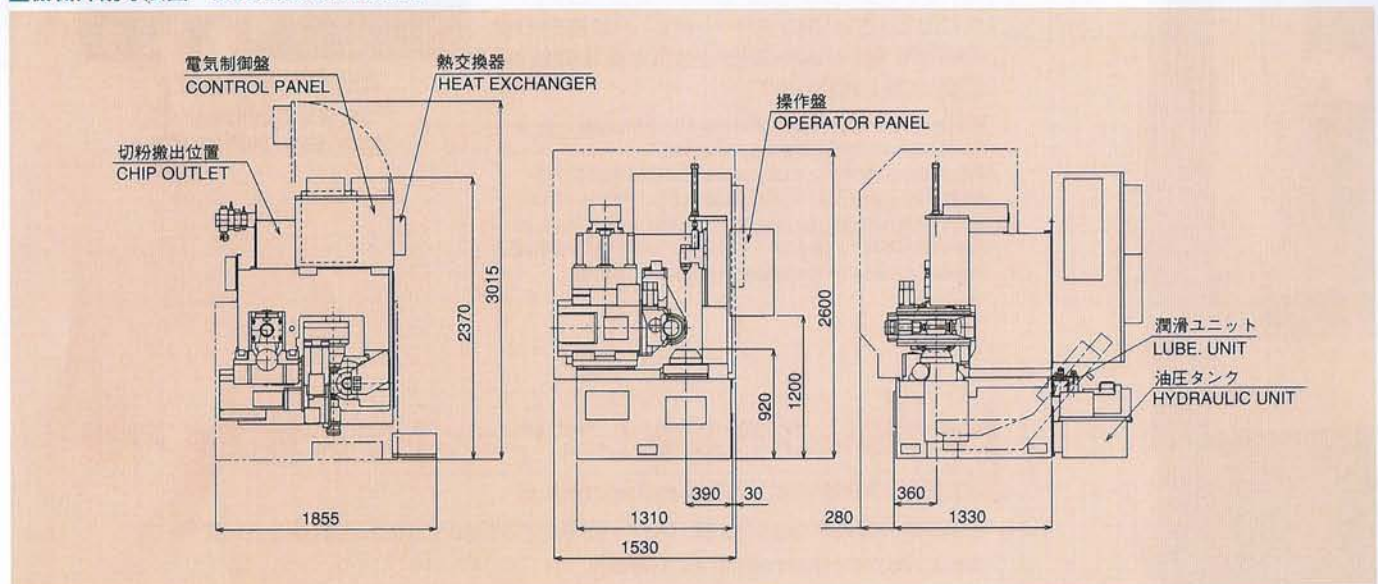 電気制御盤
CONTROL PANEL
熱交換器
HEAT EXCHANGER
操作盤
OPERATOR PANEL
切粉搬出位置
CHIP OUTLET
2370
3015
2600
1200
920
潤滑ユニット
LUBE. UNIT
油圧タンク
HYDRAULIC UNIT
390
30
360
1855
1310
280
1330
1530